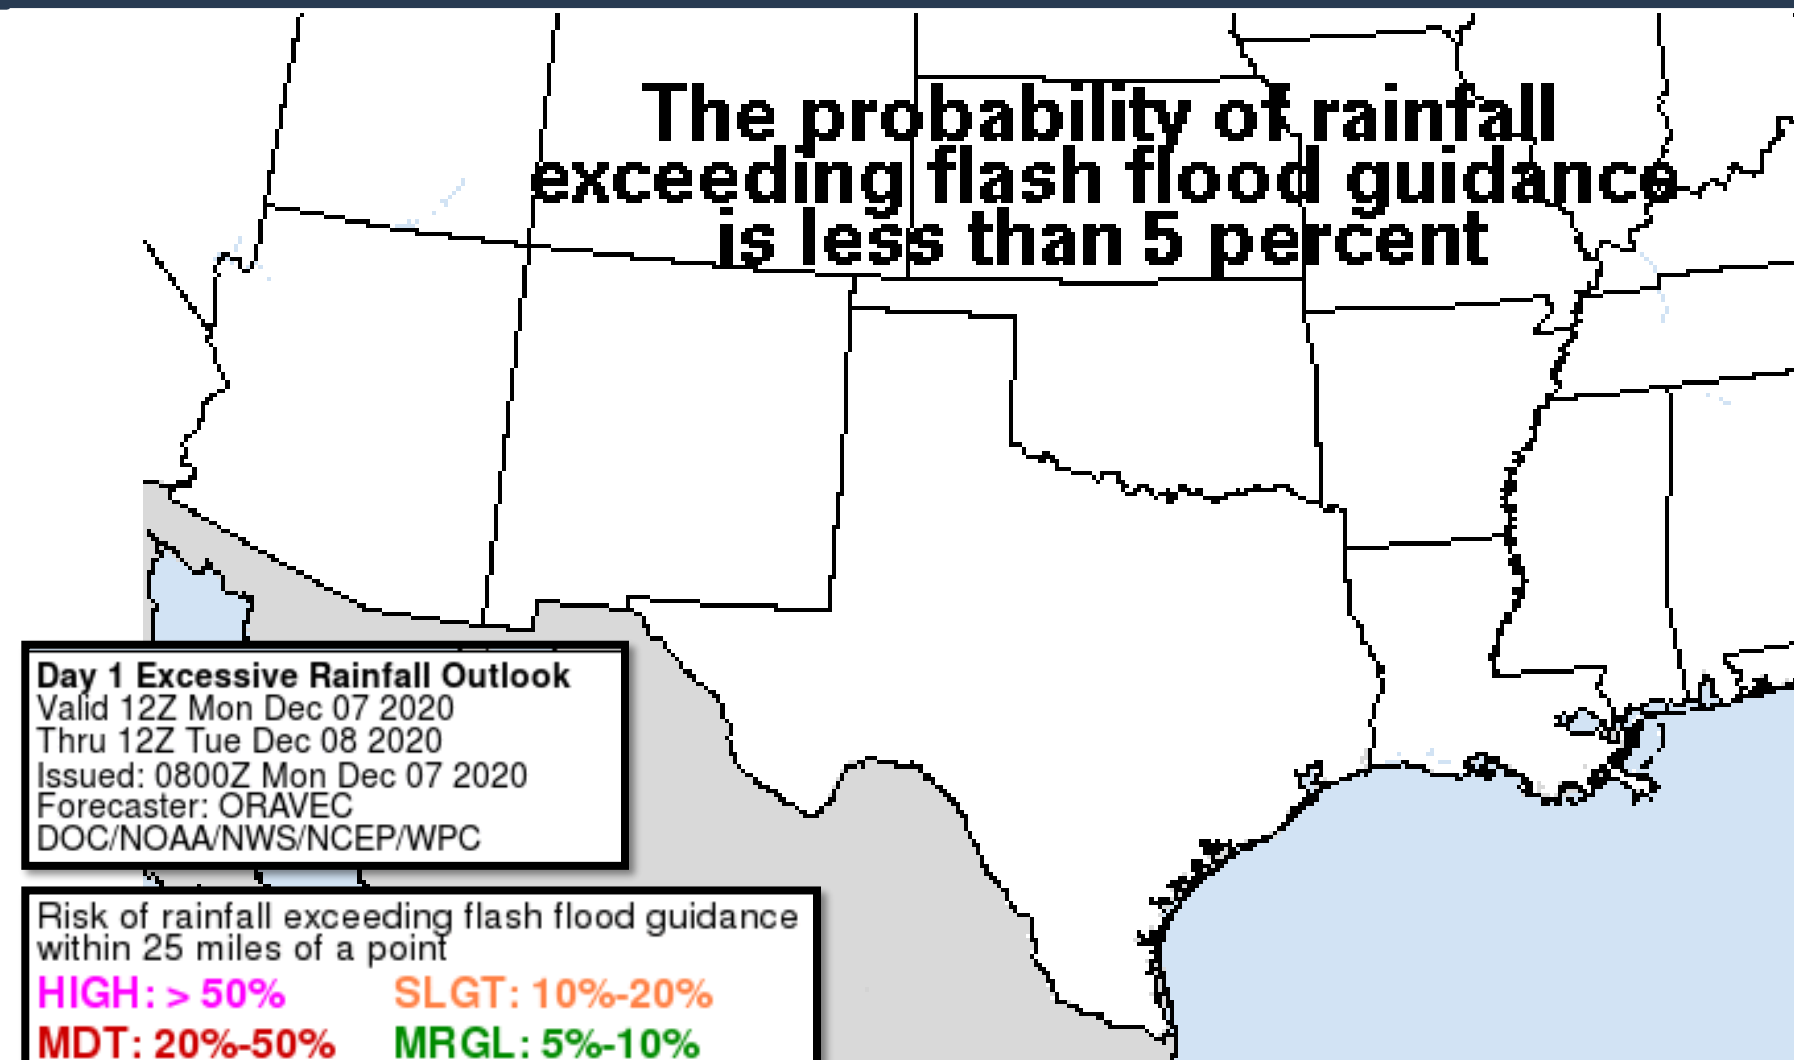 The probability of rainfall
exceeding flash flood guidance
is less than 5 percent
Day 1 Excessive Rainfall Outlook
Valid 12Z Mon Dec 07 2020
Thru 12Z Tue Dec 08 2020
Issued: 0800Z Mon Dec 07 2020
Forecaster: ORAVEC
DOC/NOAA/NWS/NCEP/WPC
Risk of rainfall exceeding flash flood guidance
within 25 miles of a point
HIGH: > 50% SLGT: 10%-20%
MDT: 20%-50% MRGL: 5%-10%